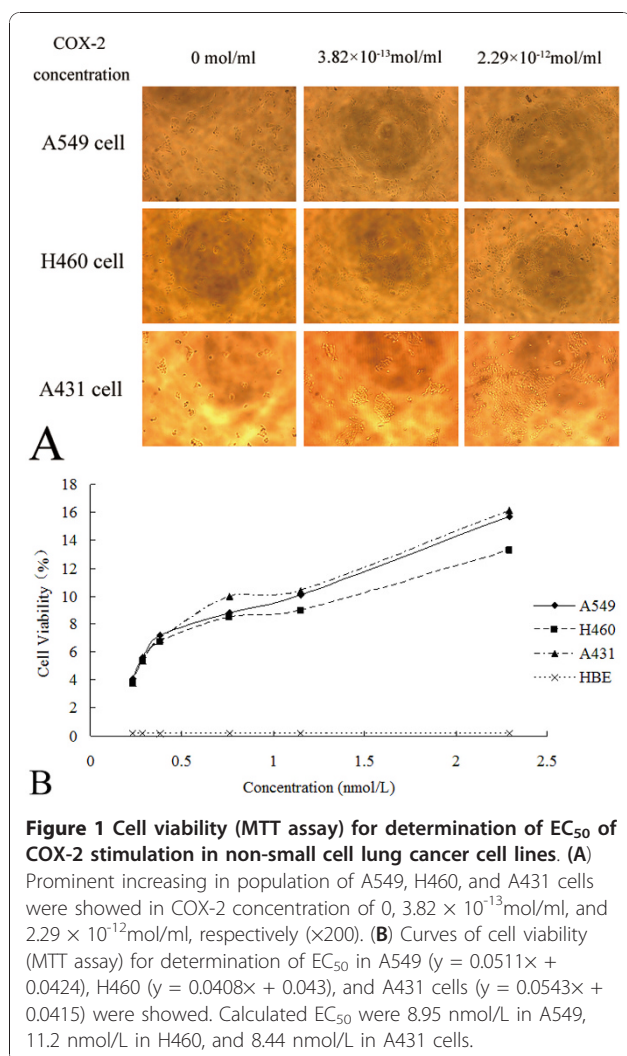 COX-2 concentration 0 mol/ml 3.82×10⁻¹³mol/ml 2.29×10⁻¹²mol/ml
A549 cell
H460 cell
A431 cell
A
18
16
14
12
10
8
6
4
2
0
Cell Viability (%)
0 0.5 1 1.5 2 2.5
Concentration (nmol/L)
A549
H460
A431
HBE
B
Figure 1 Cell viability (MTT assay) for determination of EC₅₀ of
COX-2 stimulation in non-small cell lung cancer cell lines. (A)
Prominent increasing in population of A549, H460, and A431 cells
were showed in COX-2 concentration of 0, 3.82 × 10⁻¹³mol/ml, and
2.29 × 10⁻¹²mol/ml, respectively (×200). (B) Curves of cell viability
(MTT assay) for determination of EC₅₀ in A549 (y = 0.0511× +
0.0424), H460 (y = 0.0408× + 0.043), and A431 cells (y = 0.0543× +
0.0415) were showed. Calculated EC₅₀ were 8.95 nmol/L in A549,
11.2 nmol/L in H460, and 8.44 nmol/L in A431 cells.